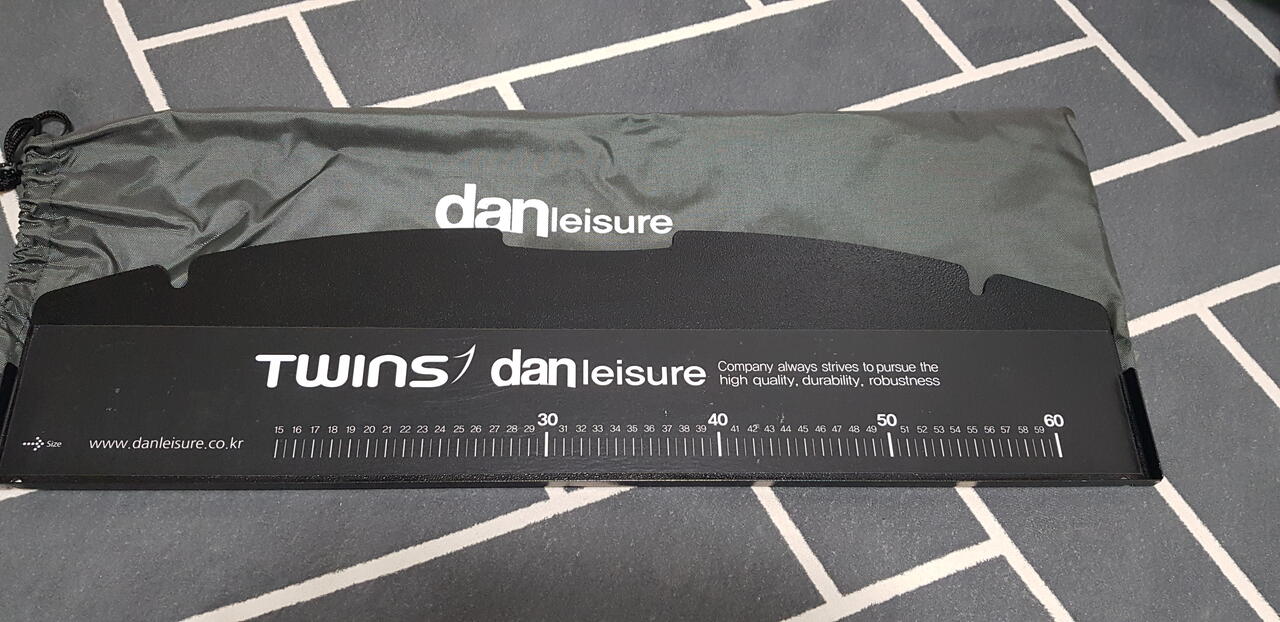 danleisure
TWINS danleisure Company always strives to pursue the
high quality, durability, robustness
Size www.danleisure.co.kr 15 16 17 18 19 20 21 22 23 24 25 26 27 28 29 30 31 32 33 34 35 36 37 38 39 40 41 42 43 44 45 46 47 48 49 50 51 52 53 54 55 56 57 58 59 60